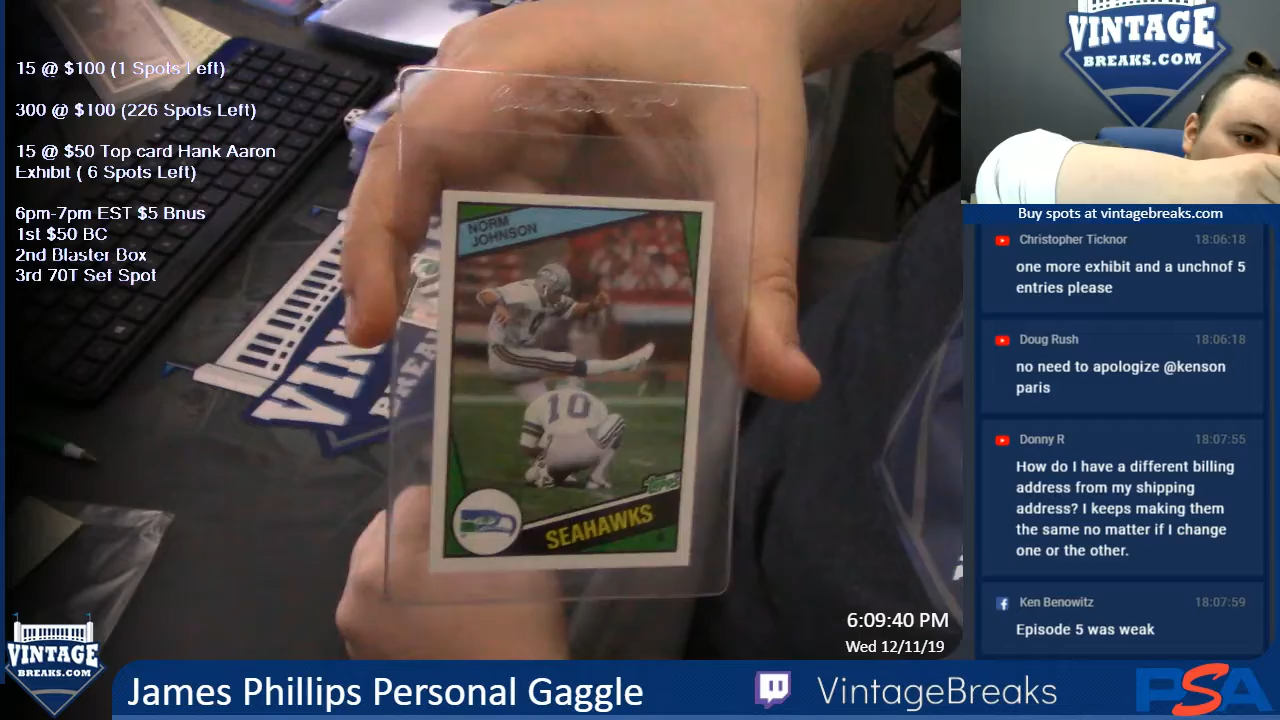 15 @ $100 (1 Spots Left)
300 @ $100 (226 Spots Left)
15 @ $50 Top card Hank Aaron
Exhibit ( 6 Spots Left)
6pm-7pm EST $5 Bnus
1st $50 BC
2nd Blaster Box
3rd 70T Set Spot
NORM
JOHNSON
10
topps
SEAHAWKS
VIN
BREA
VINTAGE
BREAKS.COM
Buy spots at vintagebreaks.com
Christopher Ticknor 18:06:18
one more exhibit and a unchnof 5
entries please
Doug Rush 18:06:18
no need to apologize @kenson
paris
Donny R 18:07:55
How do I have a different billing
address from my shipping
address? I keeps making them
the same no matter if I change
one or the other.
Ken Benowitz 18:07:59
Episode 5 was weak
6:09:40 PM
Wed 12/11/19
VINTAGE
BREAKS.COM
James Phillips Personal Gaggle
VintageBreaks
PSA